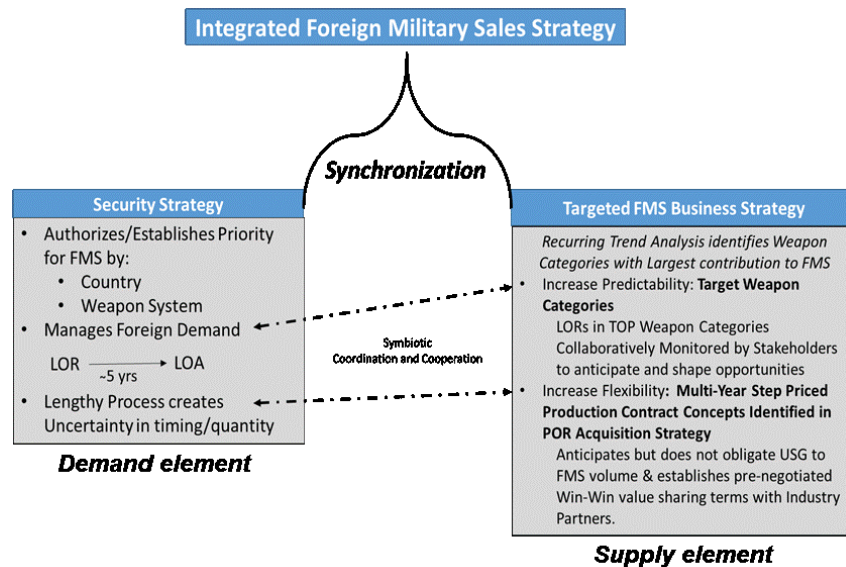 Integrated Foreign Military Sales Strategy
Synchronization
Security Strategy
• Authorizes/Establishes Priority
for FMS by:
• Country
• Weapon System
• Manages Foreign Demand
LOR LOA
~5 yrs
• Lengthy Process creates
Uncertainty in timing/quantity
Demand element
Symbiotic
Coordination and Cooperation
Targeted FMS Business Strategy
Recurring Trend Analysis identifies Weapon
Categories with Largest contribution to FMS
• Increase Predictability: Target Weapon
Categories
LORs in TOP Weapon Categories
Collaboratively Monitored by Stakeholders
to anticipate and shape opportunities
• Increase Flexibility: Multi-Year Step Priced
Production Contract Concepts Identified in
POR Acquisition Strategy
Anticipates but does not obligate USG to
FMS volume & establishes pre-negotiated
Win-Win value sharing terms with Industry
Partners.
Supply element